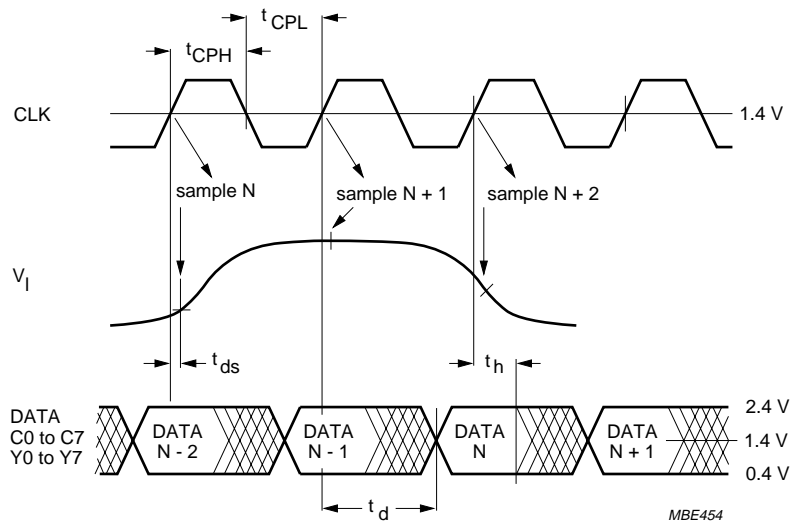 t CPL
t CPH
CLK
1.4 V
sample N
sample N + 1
sample N + 2
V I
t ds
t h
DATA
C0 to C7
Y0 to Y7
DATA
N - 2
DATA
N - 1
DATA
N
DATA
N + 1
2.4 V
1.4 V
0.4 V
t d
MBE454